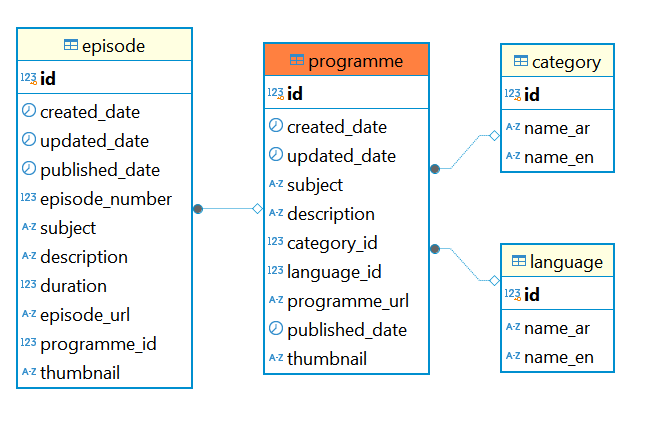 episode
123 id
created_date
updated_date
published_date
123 episode_number
A-Z subject
A-Z description
123 duration
A-Z episode_url
123 programme_id
A-Z thumbnail
programme
123 id
created_date
updated_date
A-Z subject
A-Z description
123 category_id
123 language_id
A-Z programme_url
published_date
A-Z thumbnail
category
123 id
A-Z name_ar
A-Z name_en
language
123 id
A-Z name_ar
A-Z name_en